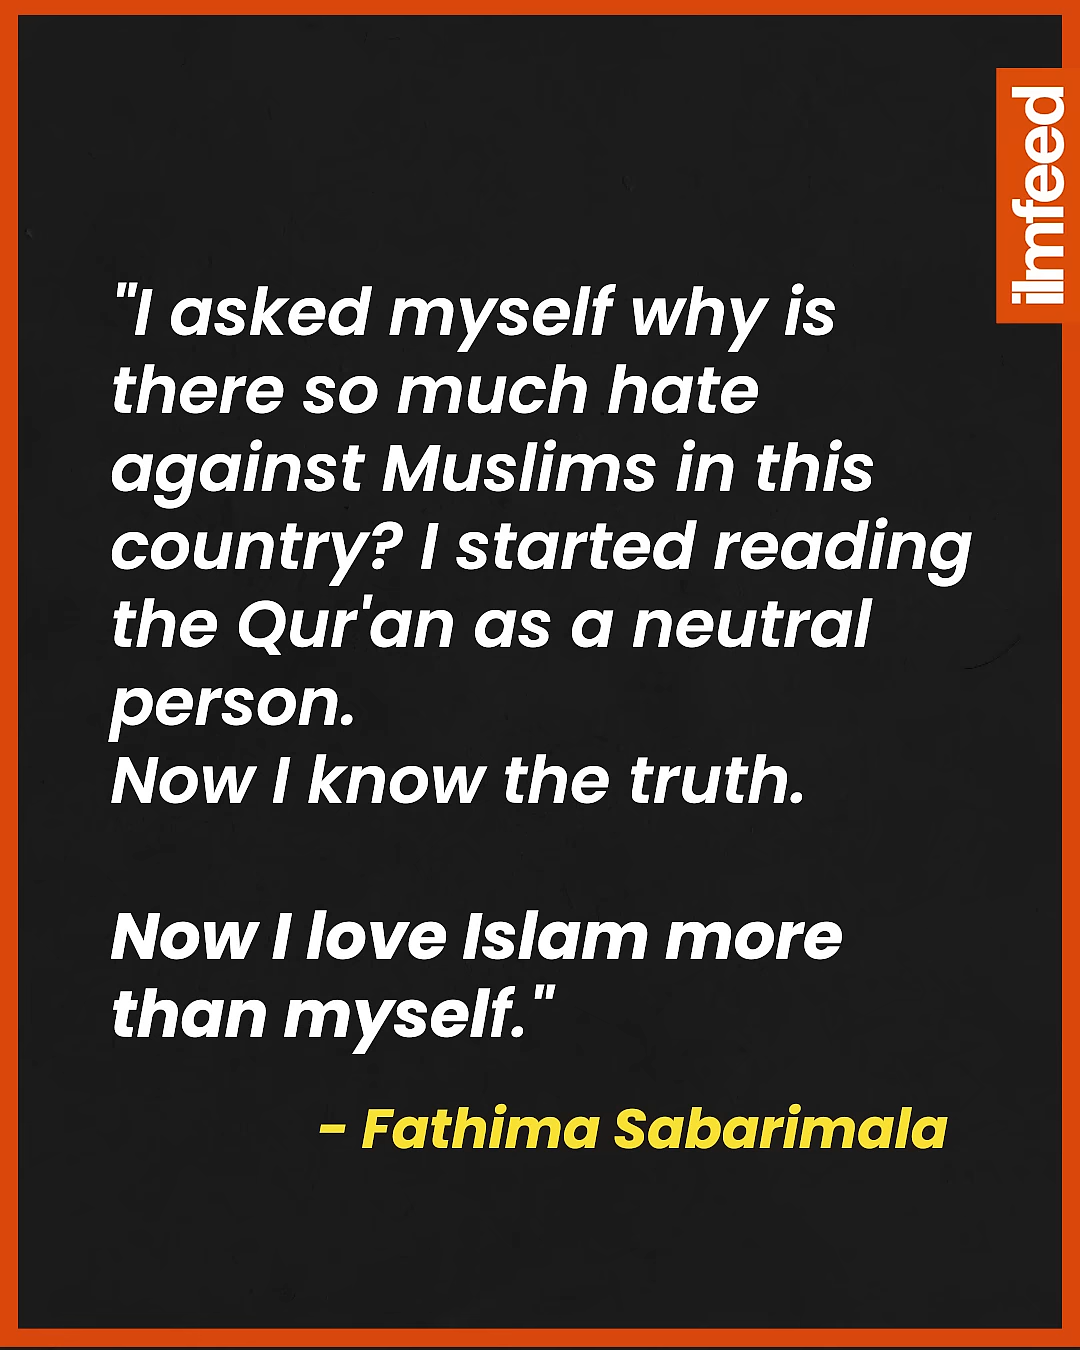 ilmfeed
"I asked myself why is
there so much hate
against Muslims in this
country? I started reading
the Qur'an as a neutral
person.
Now I know the truth.
Now I love Islam more
than myself."
- Fathima Sabarimala